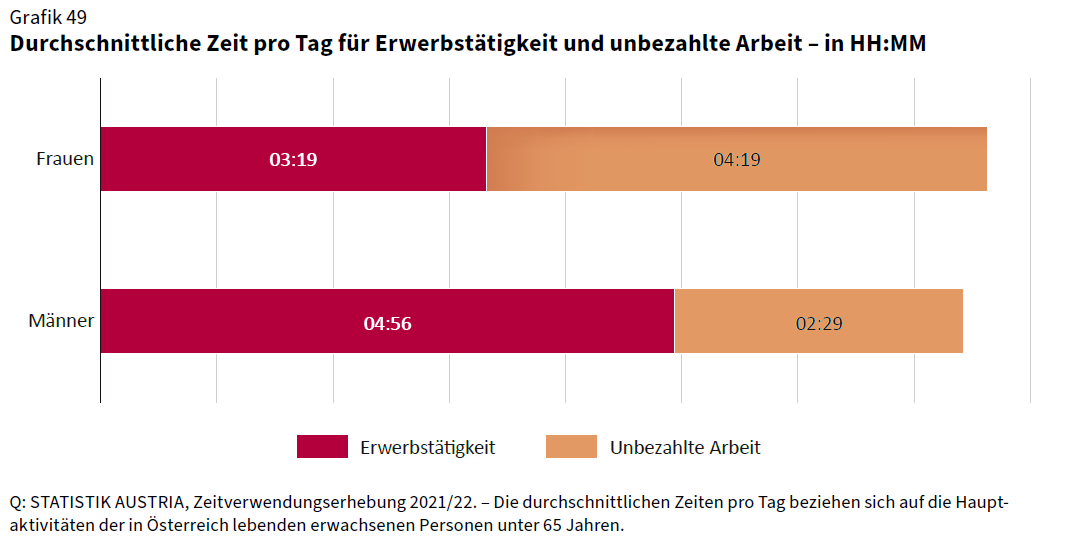 Grafik 49
Durchschnittliche Zeit pro Tag für Erwerbstätigkeit und unbezahlte Arbeit – in HH:MM
Frauen
03:19
04:19
Männer
04:56
02:29
Erwerbstätigkeit
Unbezahlte Arbeit
Q: STATISTIK AUSTRIA, Zeitverwendungserhebung 2021/22. – Die durchschnittlichen Zeiten pro Tag beziehen sich auf die Haupt-
aktivitäten der in Österreich lebenden erwachsenen Personen unter 65 Jahren.